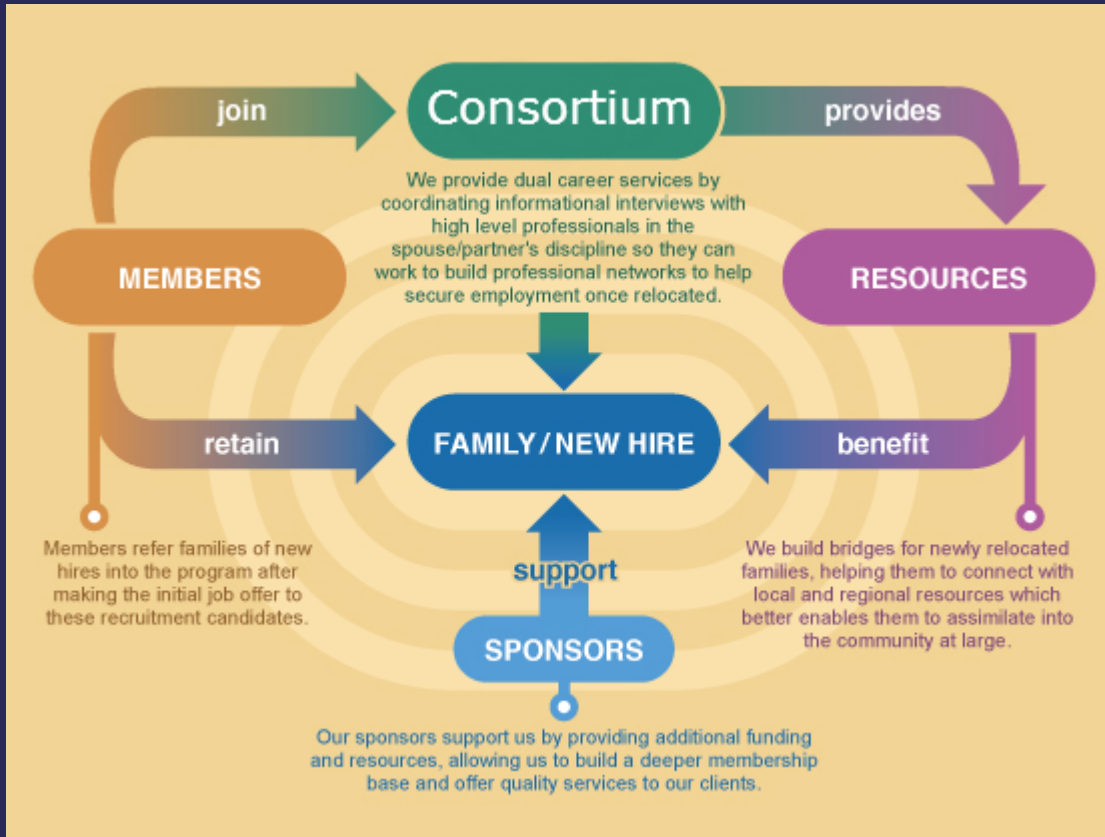 join
Consortium
provides
We provide dual career services by
coordinating informational interviews with
high level professionals in the
spouse/partner's discipline so they can
work to build professional networks to help
secure employment once relocated.
MEMBERS
RESOURCES
retain
FAMILY / NEW HIRE
benefit
Members refer families of new
hires into the program after
making the initial job offer to
these recruitment candidates.
support
We build bridges for newly relocated
families, helping them to connect with
local and regional resources which
better enables them to assimilate into
the community at large.
SPONSORS
Our sponsors support us by providing additional funding
and resources, allowing us to build a deeper membership
base and offer quality services to our clients.